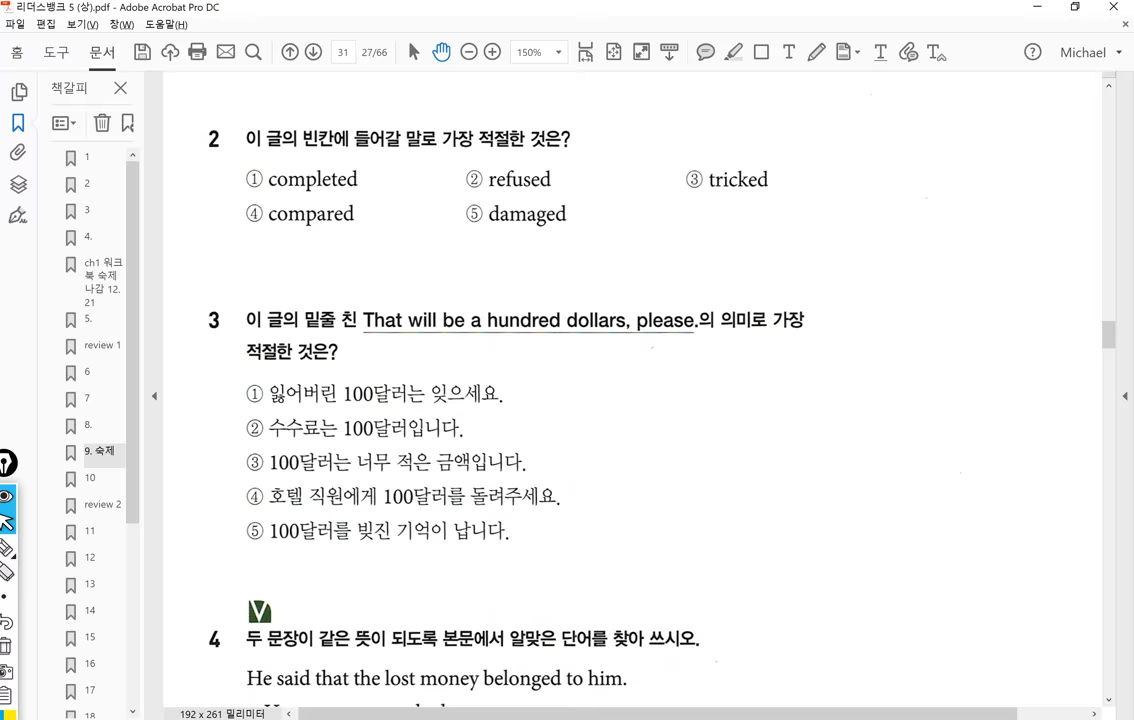 리더스뱅크 5 (상).pdf - Adobe Acrobat Pro DC
파일 편집 보기(V) 창(W) 도움말(H)
홈 도구 문서 31 27/66 150% Michael
책갈피
1
2
3
4.
ch1 워크
북 숙제
나감 12.
21
5.
review 1
6
7
8.
9. 숙제
10
review 2
11
12
13
14
15
16
17
18
2 이 글의 빈칸에 들어갈 말로 가장 적절한 것은?
① completed ② refused ③ tricked
④ compared ⑤ damaged
3 이 글의 밑줄 친 That will be a hundred dollars, please.의 의미로 가장
적절한 것은?
① 잃어버린 100달러는 잊으세요.
② 수수료는 100달러입니다.
③ 100달러는 너무 적은 금액입니다.
④ 호텔 직원에게 100달러를 돌려주세요.
⑤ 100달러를 빚진 기억이 납니다.
V
4 두 문장이 같은 뜻이 되도록 본문에서 알맞은 단어를 찾아 쓰시오.
He said that the lost money belonged to him.
192 x 261 밀리미터